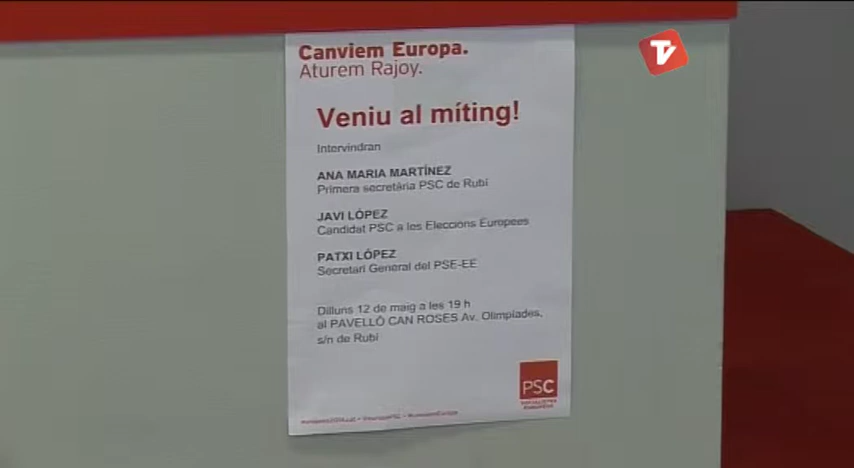 Canviem Europa.
Aturem Rajoy.
Veniu al míting!
Intervindran
ANA MARIA MARTÍNEZ
Primera secretària PSC de Rubí
JAVI LÓPEZ
Candidat PSC a les Eleccions Europees
PATXI LÓPEZ
Secretari General del PSE-EE
Dilluns 12 de maig a les 19 h
al PAVELLÓ CAN ROSES Av. Olimpíades,
s/n de Rubí
PSC
TV